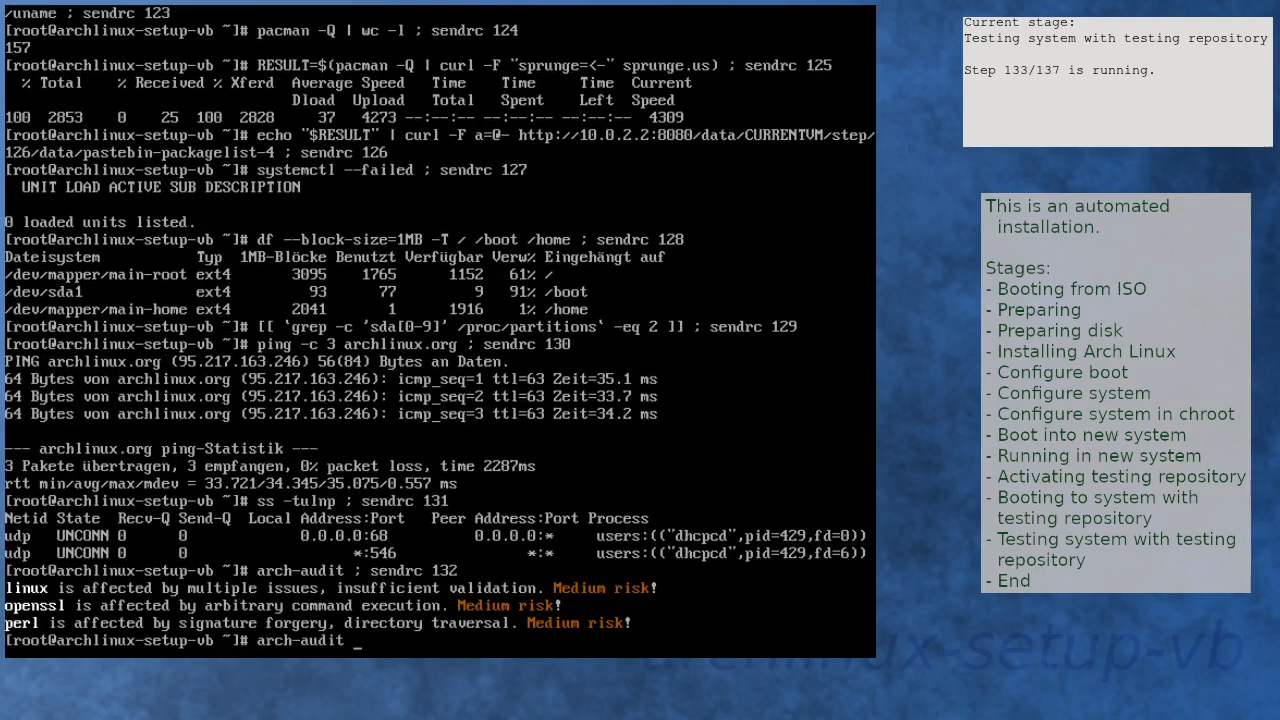 /uname ; sendrc 123
[root@archlinux-setup-vb ~]# pacman -Q | wc -l ; sendrc 124
157
[root@archlinux-setup-vb ~]# RESULT=$(pacman -Q | curl -F "sprunge=<-" sprunge.us) ; sendrc 125
  % Total    % Received % Xferd  Average Speed   Time    Time     Time  Current
                                 Dload  Upload   Total   Spent    Left  Speed
100  2853    0    25  100  2828     37   4273 --:--:-- --:--:-- --:--:--  4309
[root@archlinux-setup-vb ~]# echo "$RESULT" | curl -F a=@- http://10.0.2.2:8080/data/CURRENTVM/step/
126/data/pastebin-packagelist-4 ; sendrc 126
[root@archlinux-setup-vb ~]# systemctl --failed ; sendrc 127
  UNIT LOAD ACTIVE SUB DESCRIPTION
0 loaded units listed.
[root@archlinux-setup-vb ~]# df --block-size=1MB -T / /boot /home ; sendrc 128
Dateisystem           Typ  1MB-Blöcke Benutzt Verfügbar Verw% Eingehängt auf
/dev/mapper/main-root ext4       3095    1765      1152   61% /
/dev/sda1             ext4         93      77         9   91% /boot
/dev/mapper/main-home ext4       2041       1      1916    1% /home
[root@archlinux-setup-vb ~]# [[ `grep -c 'sda[0-9]' /proc/partitions` -eq 2 ]] ; sendrc 129
[root@archlinux-setup-vb ~]# ping -c 3 archlinux.org ; sendrc 130
PING archlinux.org (95.217.163.246) 56(84) Bytes an Daten.
64 Bytes von archlinux.org (95.217.163.246): icmp_seq=1 ttl=63 Zeit=35.1 ms
64 Bytes von archlinux.org (95.217.163.246): icmp_seq=2 ttl=63 Zeit=33.7 ms
64 Bytes von archlinux.org (95.217.163.246): icmp_seq=3 ttl=63 Zeit=34.2 ms
--- archlinux.org ping-Statistik ---
3 Pakete übertragen, 3 empfangen, 0% packet loss, time 2287ms
rtt min/avg/max/mdev = 33.721/34.345/35.075/0.557 ms
[root@archlinux-setup-vb ~]# ss -tulnp ; sendrc 131
Netid State  Recv-Q Send-Q  Local Address:Port   Peer Address:Port Process
udp   UNCONN 0      0             0.0.0.0:68          0.0.0.0:*     users:(("dhcpcd",pid=429,fd=0))
udp   UNCONN 0      0                   *:546               *:*     users:(("dhcpcd",pid=429,fd=6))
[root@archlinux-setup-vb ~]# arch-audit ; sendrc 132
linux is affected by multiple issues, insufficient validation. Medium risk!
openssl is affected by arbitrary command execution. Medium risk!
perl is affected by signature forgery, directory traversal. Medium risk!
[root@archlinux-setup-vb ~]# arch-audit _
Current stage:
Testing system with testing repository
Step 133/137 is running.
This is an automated
installation.
Stages:
- Booting from ISO
- Preparing
- Preparing disk
- Installing Arch Linux
- Configure boot
- Configure system
- Configure system in chroot
- Boot into new system
- Running in new system
- Activating testing repository
- Booting to system with
testing repository
- Testing system with testing
repository
- End
archlinux-setup-vb